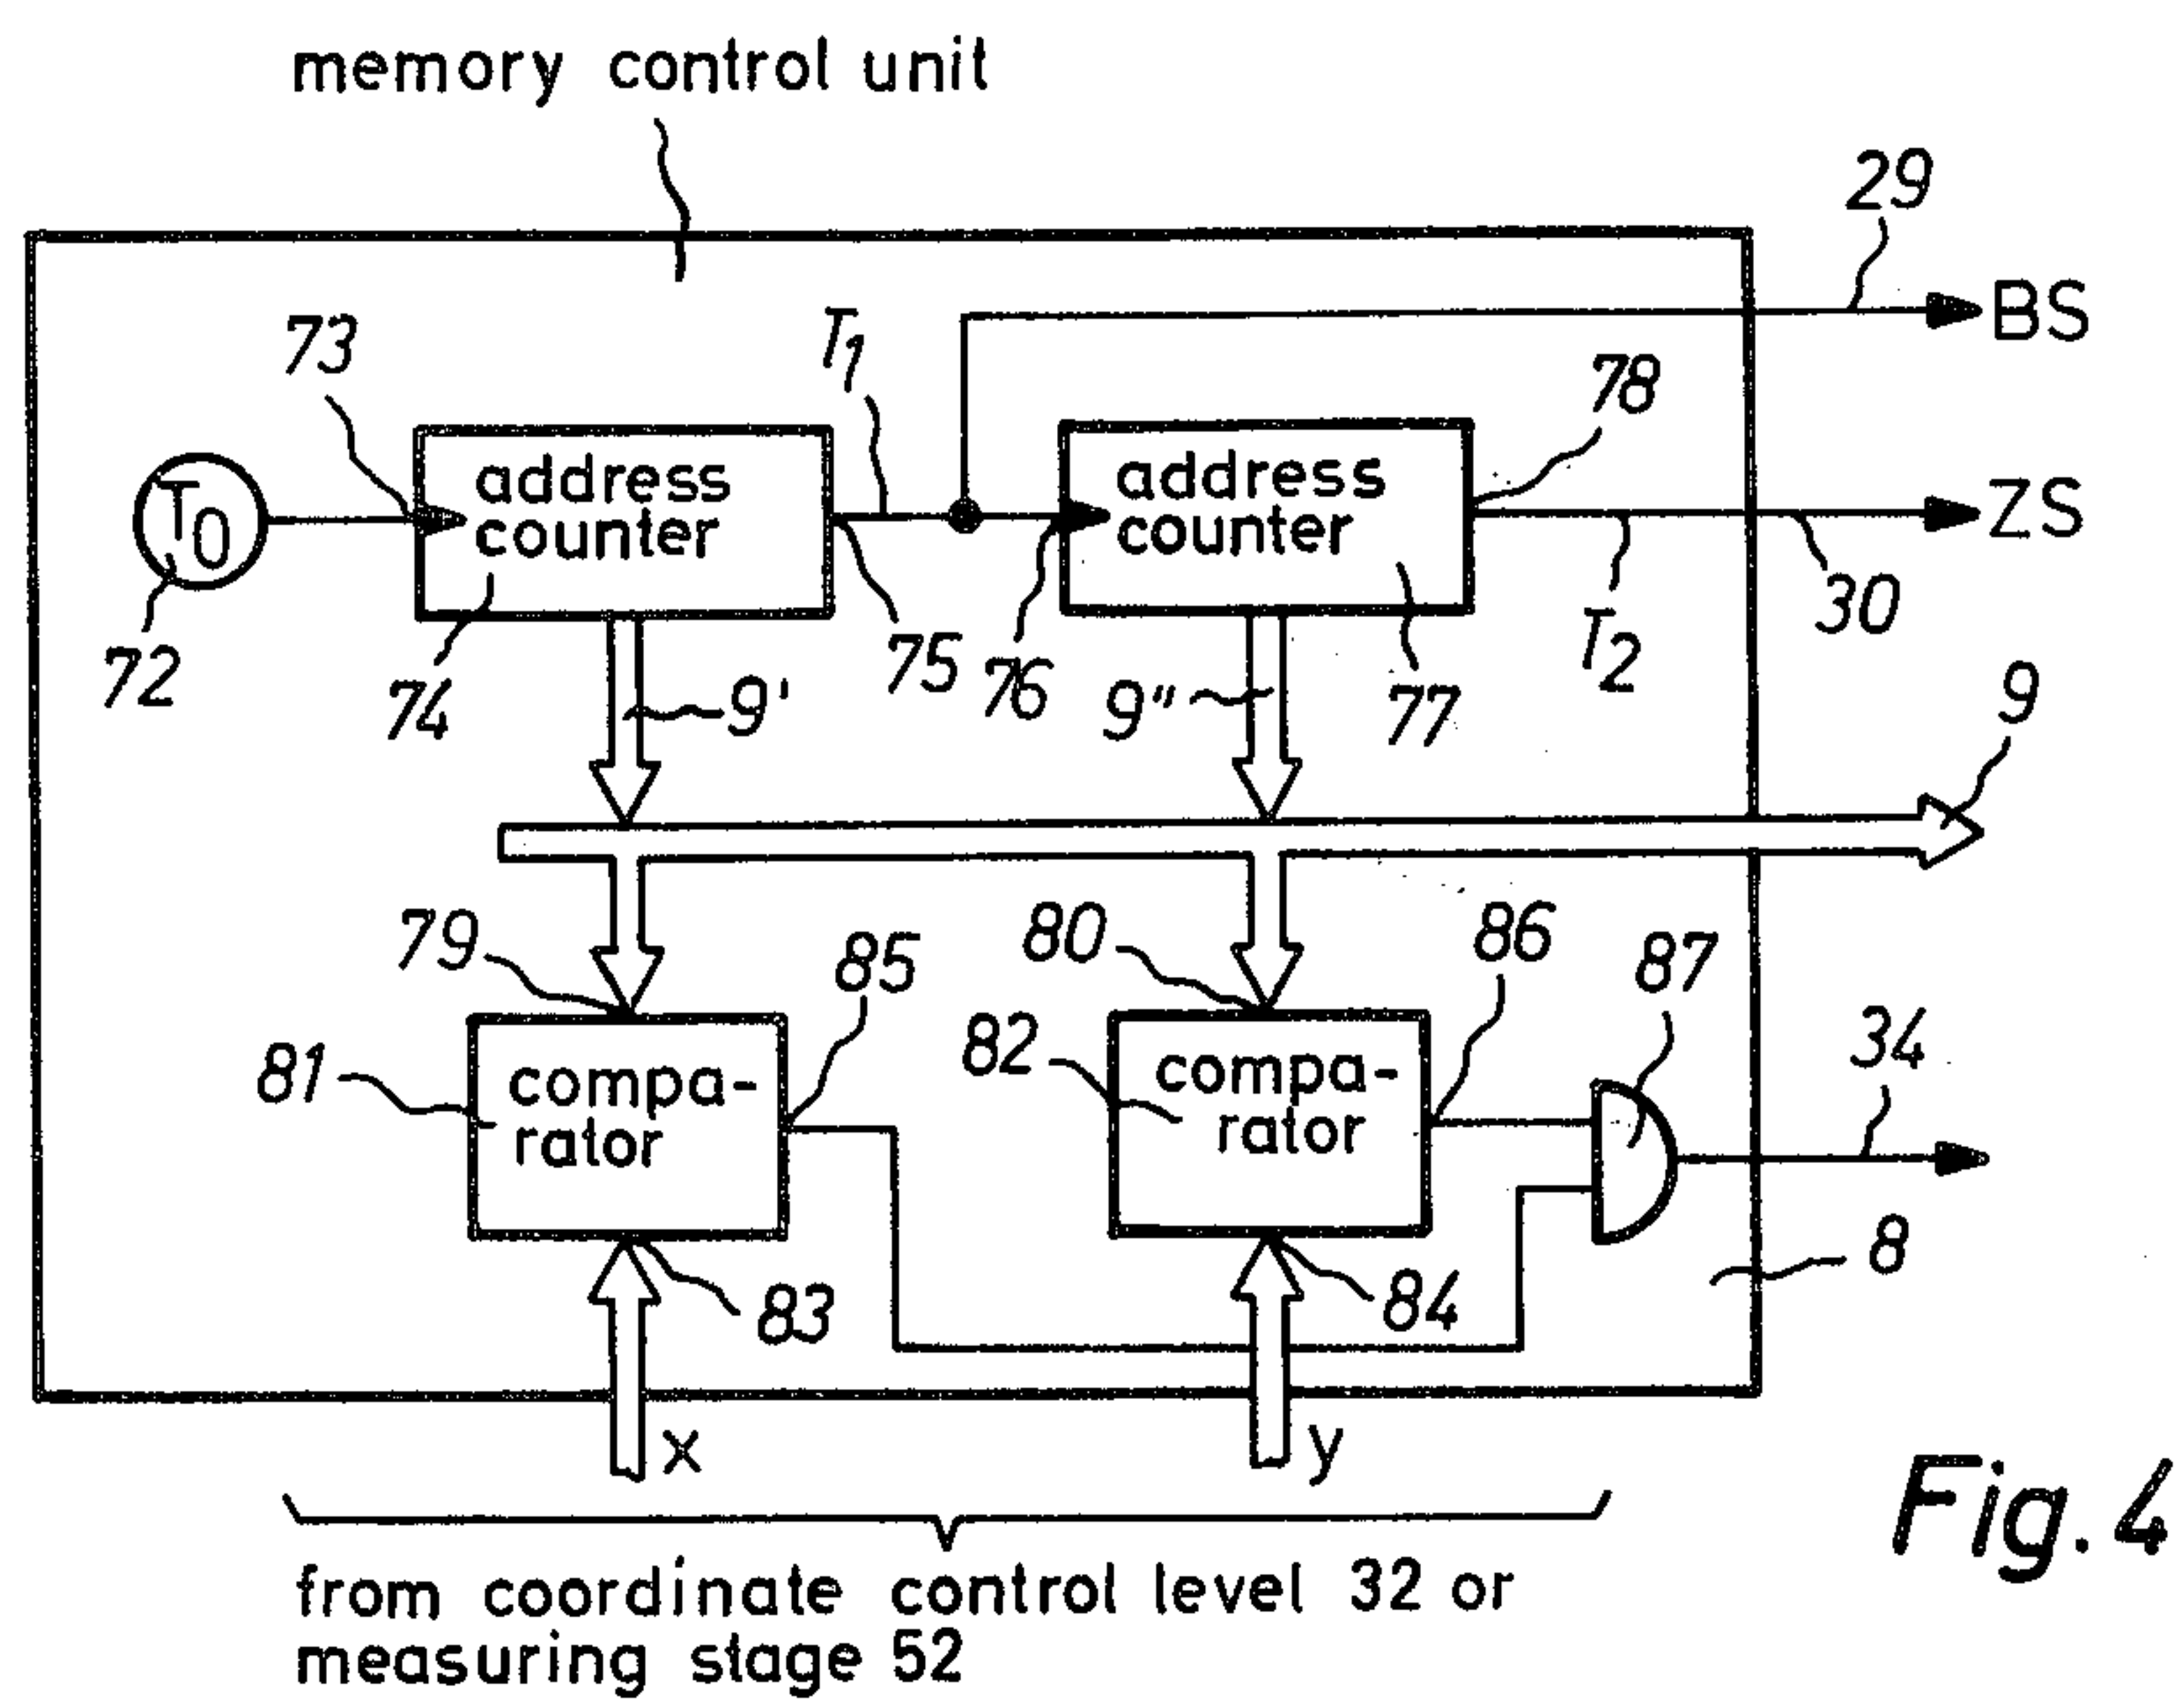 memory control unit
29
BS
73
T1
78
address
counter
address
counter
T0
ZS
72
74
75
76
77
T2
30
9'
9"
9
79
80
85
86
87
81
compa-
rator
82
compa-
rator
34
83
84
8
x
y
Fig. 4
from coordinate control level 32 or
measuring stage 52